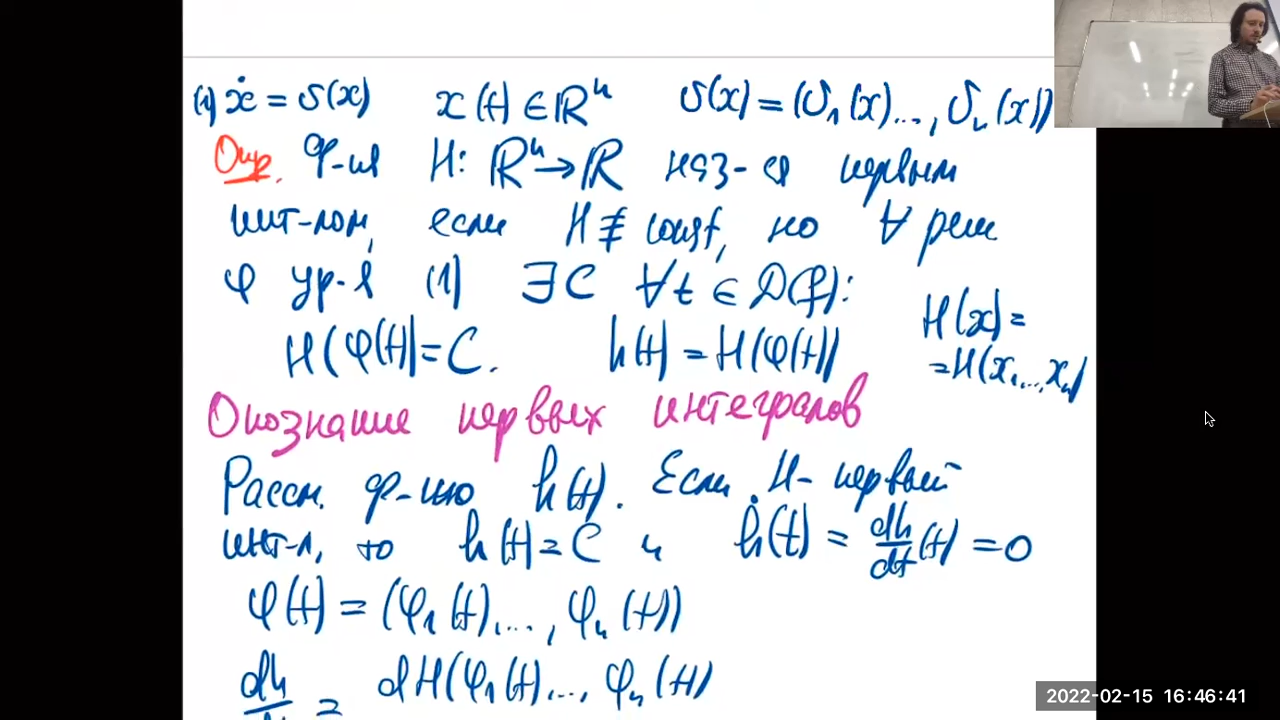 (1) ẋ = v(x) x(t) ∈ ℝⁿ v(x) = (v₁(x)..., vₙ(x))
Опр. ф-ия H: ℝⁿ → ℝ наз-ся первым
инт-лом, если H ≢ const, но ∀ реш
φ ур-я (1) ∃C ∀t ∈ D(φ):
H(φ(t)) = C. h(t) = H(φ(t))
H(x) =
= H(x₁,...,xₙ)
Опознание первых интегралов
Рассм. ф-ию h(t). Если H - первый
инт-л, то h(t) = C и ḣ(t) = dh/dt (t) = 0
φ(t) = (φ₁(t),..., φₙ(t))
dh/dt = dH(φ₁(t),..., φₙ(t)
2022-02-15 16:46:41